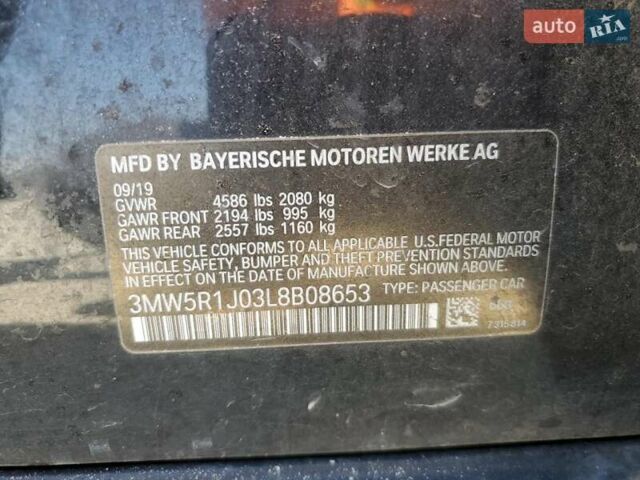 auto RIA
.com
MFD BY BAYERISCHE MOTOREN WERKE AG
09/19
GVWR 4586 lbs 2080 kg
GAWR FRONT 2194 lbs 995 kg
GAWR REAR 2557 lbs 1160 kg
THIS VEHICLE CONFORMS TO ALL APPLICABLE U.S.FEDERAL MOTOR
VEHICLE SAFETY, BUMPER AND THEFT PREVENTION STANDARDS
IN EFFECT ON THE DATE OF MANUFACTURE SHOWN ABOVE.
3MW5R1J03L8B08653 TYPE: PASSENGER CAR
7315814